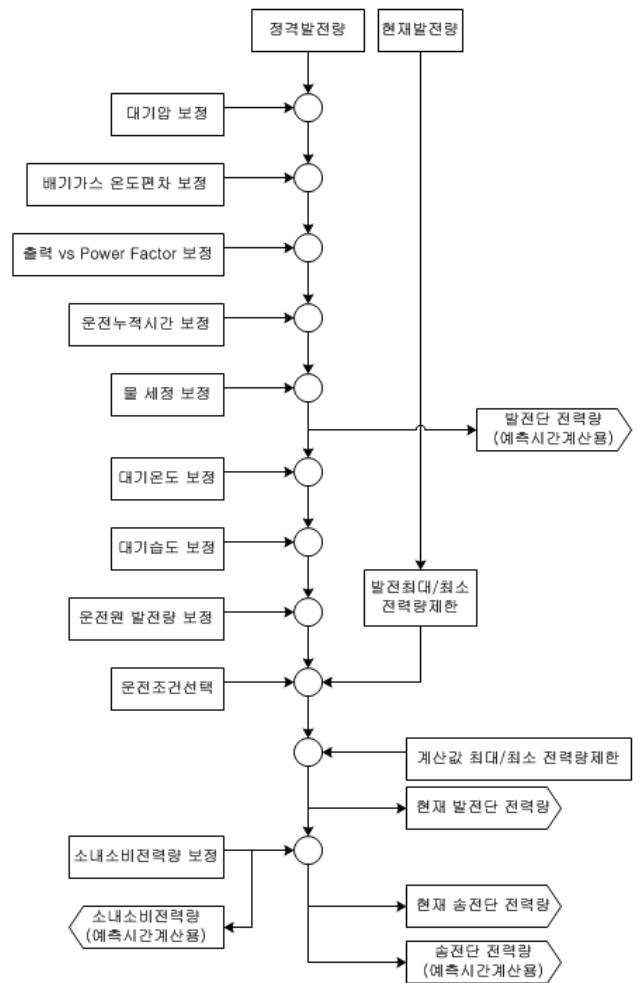 정격발전량
현재발전량
대기압 보정
배기가스 온도편차 보정
출력 vs Power Factor 보정
운전누적시간 보정
물 세정 보정
발전단 전력량
(예측시간계산용)
대기온도 보정
대기습도 보정
발전최대/최소
전력량제한
운전원 발전량 보정
운전조건선택
계산값 최대/최소 전력량제한
현재 발전단 전력량
소내소비전력량 보정
현재 송전단 전력량
소내소비전력량
(예측시간계산용)
송전단 전력량
(예측시간계산용)